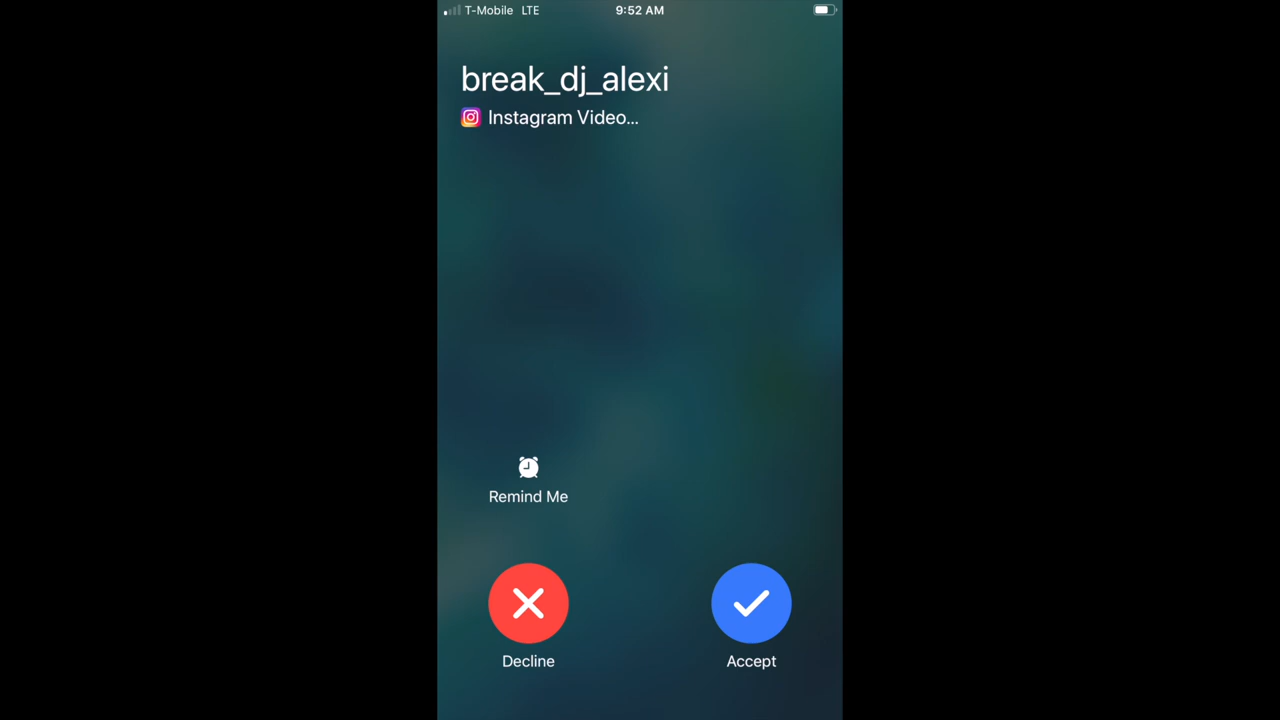 T-Mobile LTE 9:52 AM
break_dj_alexi
Instagram Video...
Remind Me
Decline Accept